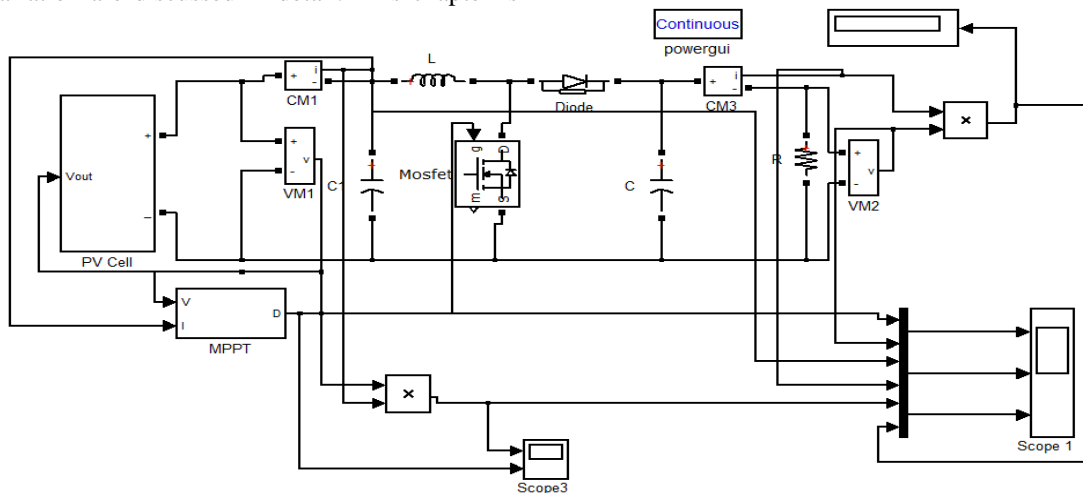 Continuous
powergui
L
i
+
-
CM1
Diode
+
i
-
CM3
×
+
Vout
-
PV Cell
+
v
-
VM1
C1
Mosfet
g
D
m
S
C
R
+
v
-
VM2
V
I
D
MPPT
×
Scope3
Scope 1